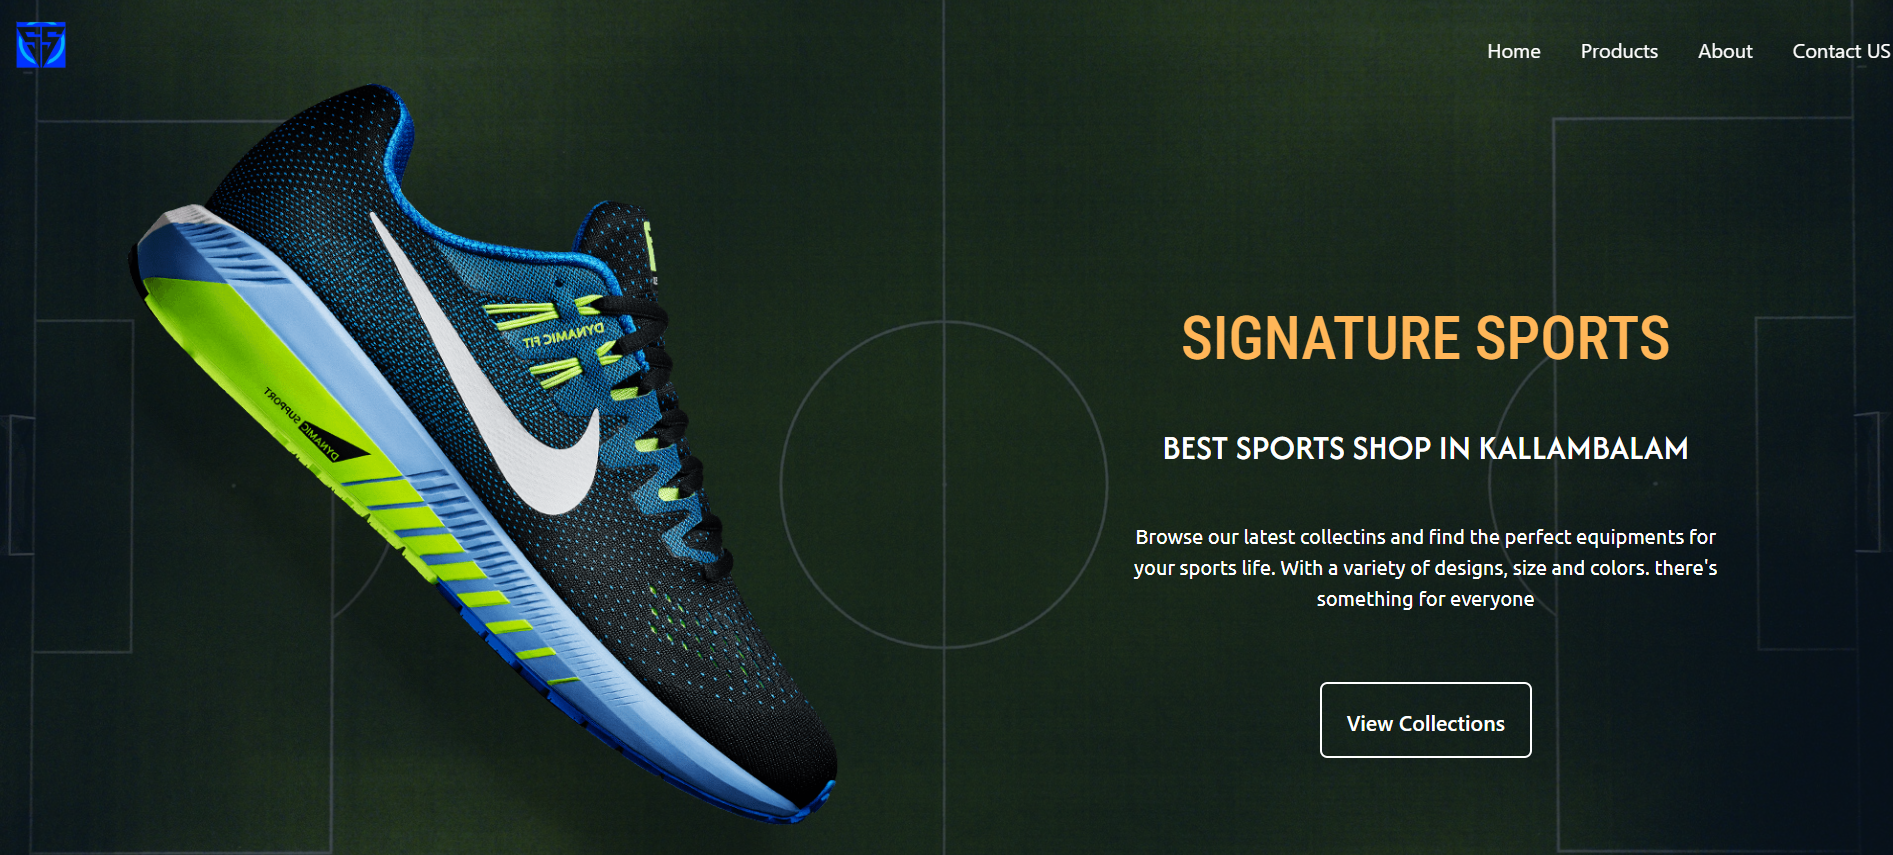 Home Products About Contact US
DYNAMIC FIT
SIGNATURE SPORTS
DYNAMIC SUPPORT
BEST SPORTS SHOP IN KALLAMBALAM
Browse our latest collectins and find the perfect equipments for
your sports life. With a variety of designs, size and colors. there's
something for everyone
View Collections